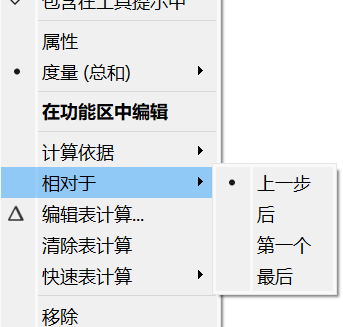 包含在工具提示中
属性
度量 (总和)
在功能区中编辑
计算依据
相对于
上一步
编辑表计算...
后
清除表计算
第一个
快速表计算
最后
移除